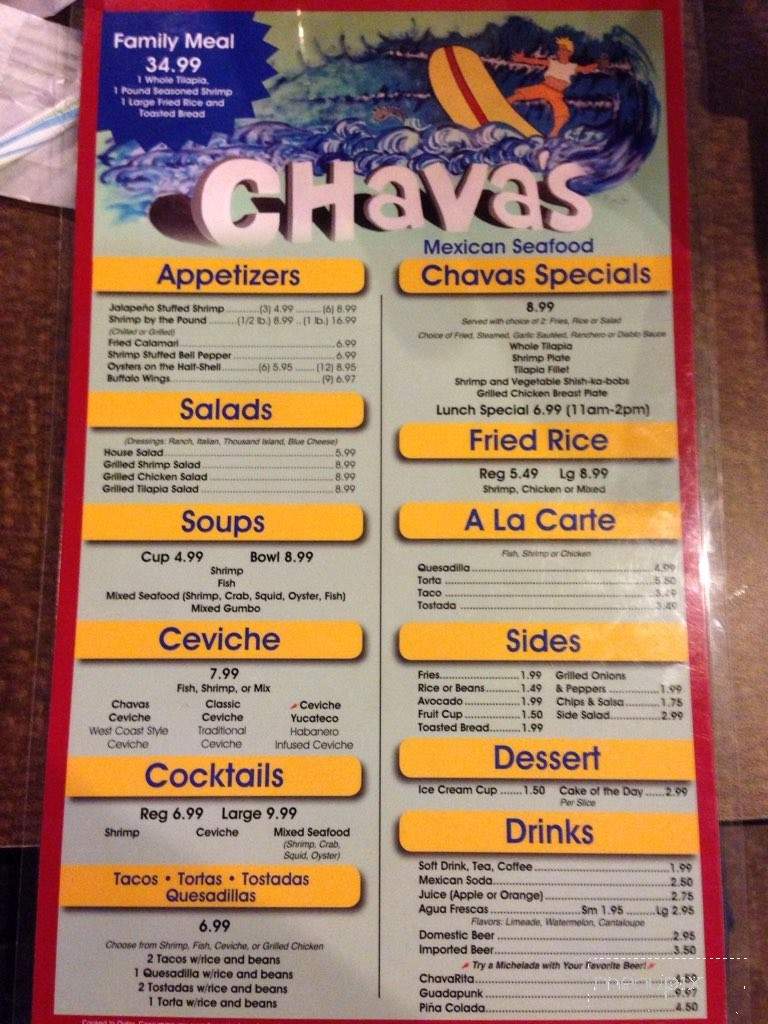 Family Meal
34.99
1 Whole Tilapia,
1 Pound Seasoned Shrimp
1 Large Fried Rice and
Toasted Bread
CHAVAS
Mexican Seafood
Appetizers
Jalapeño Stuffed Shrimp (3) 4.99 (6) 8.99
Shrimp by the Pound (1/2 lb.) 8.99 (1 lb.) 16.99
(Chilled or Grilled)
Fried Calamari 6.99
Shrimp Stuffed Bell Pepper 6.99
Oysters on the Half-Shell (6) 5.95 (12) 8.95
Buffalo Wings (9) 6.97
Salads
(Dressings: Ranch, Italian, Thousand Island, Blue Cheese)
House Salad 5.99
Grilled Shrimp Salad 8.99
Grilled Chicken Salad 8.99
Grilled Tilapia Salad 8.99
Soups
Cup 4.99 Bowl 8.99
Shrimp
Fish
Mixed Seafood (Shrimp, Crab, Squid, Oyster, Fish)
Mixed Gumbo
Ceviche
7.99
Fish, Shrimp, or Mix
Chavas Classic Ceviche
Ceviche Ceviche Yucateco
West Coast Style Traditional Habanero
Ceviche Ceviche Infused Ceviche
Cocktails
Reg 6.99 Large 9.99
Shrimp Ceviche Mixed Seafood
(Shrimp, Crab,
Squid, Oyster)
Tacos • Tortas • Tostadas
Quesadillas
6.99
Choose from Shrimp, Fish, Ceviche, or Grilled Chicken
2 Tacos w/rice and beans
1 Quesadilla w/rice and beans
2 Tostadas w/rice and beans
1 Torta w/rice and beans
Chavas Specials
8.99
Served with choice of 2: Fries, Rice or Salad
Choice of Fried, Steamed, Garlic Sautéed, Ranchero or Diablo Sauce
Whole Tilapia
Shrimp Plate
Tilapia Fillet
Shrimp and Vegetable Shish-ka-bobs
Grilled Chicken Breast Plate
Lunch Special 6.99 (11am-2pm)
Fried Rice
Reg 5.49 Lg 8.99
Shrimp, Chicken or Mixed
A La Carte
Fish, Shrimp or Chicken
Quesadilla 4.99
Torta 5.50
Taco 3.49
Tostada 3.49
Sides
Fries 1.99 Grilled Onions
Rice or Beans 1.49 & Peppers 1.99
Avocado 1.99 Chips & Salsa 1.75
Fruit Cup 1.50 Side Salad 2.99
Toasted Bread 1.99
Dessert
Ice Cream Cup 1.50 Cake of the Day 2.99
Per Slice
Drinks
Soft Drink, Tea, Coffee 1.99
Mexican Soda 2.50
Juice (Apple or Orange) 2.75
Agua Frescas Sm 1.95 Lg 2.95
Flavors: Limeade, Watermelon, Cantaloupe
Domestic Beer 2.95
Imported Beer 3.50
Try a Michelada with Your Favorite Beer!
ChavaRita 4.59
Guadapunk 9.97
Piña Colada 4.50